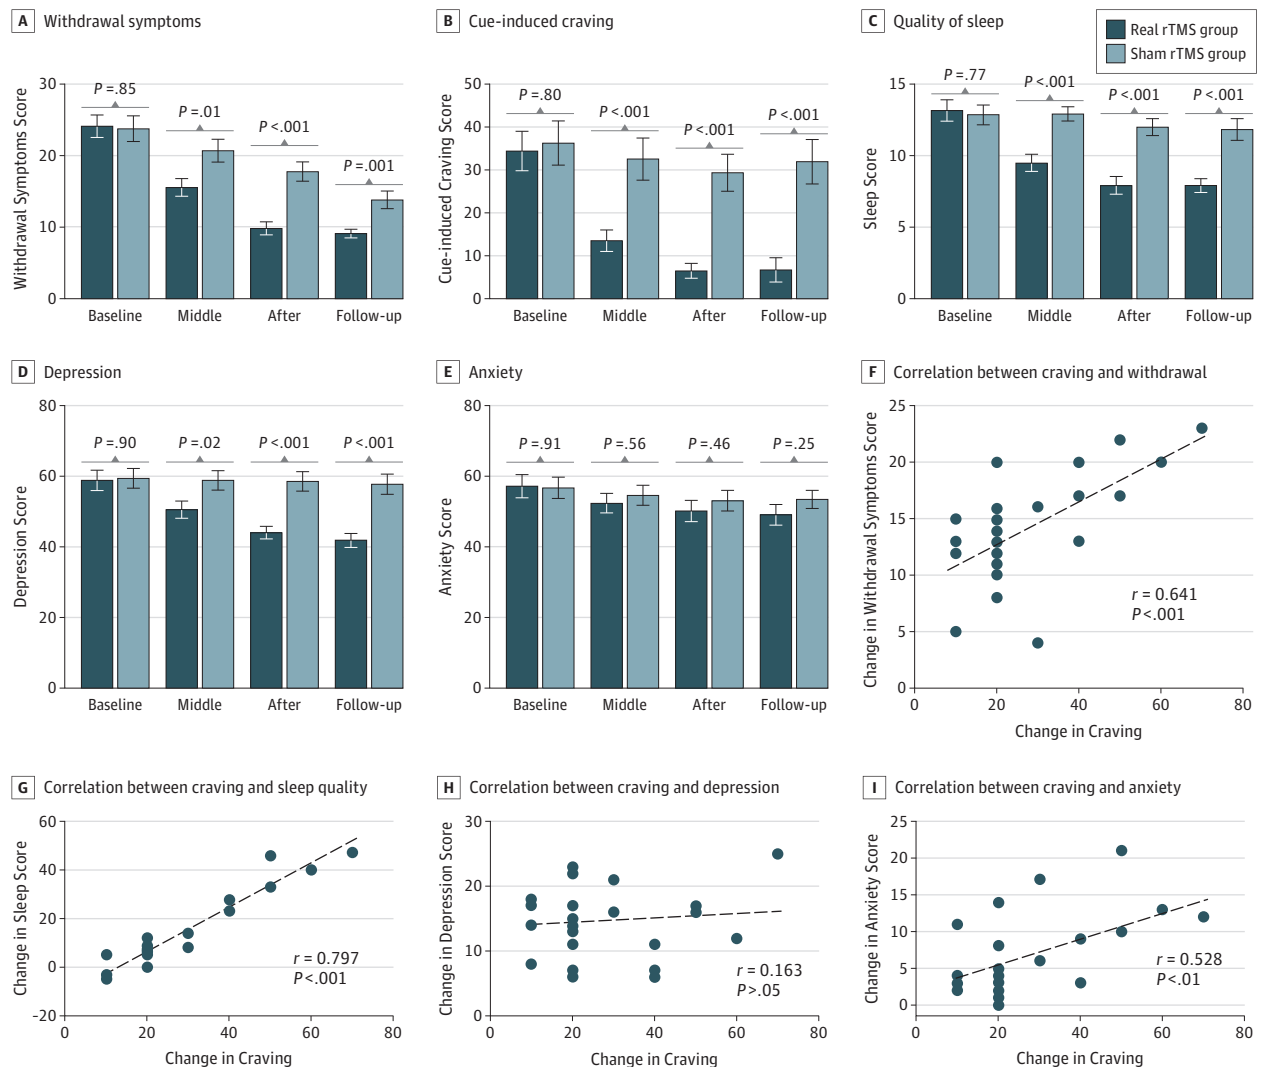 A Withdrawal symptoms
Withdrawal Symptoms Score
30
20
10
0
P =.85
P =.01
P <.001
P =.001
Baseline Middle After Follow-up
B Cue-induced craving
Cue-induced Craving Score
50
40
30
20
10
0
P =.80
P <.001
P <.001
P <.001
Baseline Middle After Follow-up
C Quality of sleep
Real rTMS group
Sham rTMS group
Sleep Score
15
10
5
0
P =.77
P <.001
P <.001
P <.001
Baseline Middle After Follow-up
D Depression
Depression Score
80
60
40
20
0
P =.90
P =.02
P <.001
P <.001
Baseline Middle After Follow-up
E Anxiety
Anxiety Score
80
60
40
20
0
P =.91
P =.56
P =.46
P =.25
Baseline Middle After Follow-up
F Correlation between craving and withdrawal
Change in Withdrawal Symptoms Score
25
20
15
10
5
0
r = 0.641
P <.001
0 20 40 60 80
Change in Craving
G Correlation between craving and sleep quality
Change in Sleep Score
60
40
20
0
-20
r = 0.797
P <.001
0 20 40 60 80
Change in Craving
H Correlation between craving and depression
Change in Depression Score
30
20
10
0
r = 0.163
P >.05
0 20 40 60 80
Change in Craving
I Correlation between craving and anxiety
Change in Anxiety Score
25
20
15
10
5
0
r = 0.528
P <.01
0 20 40 60 80
Change in Craving